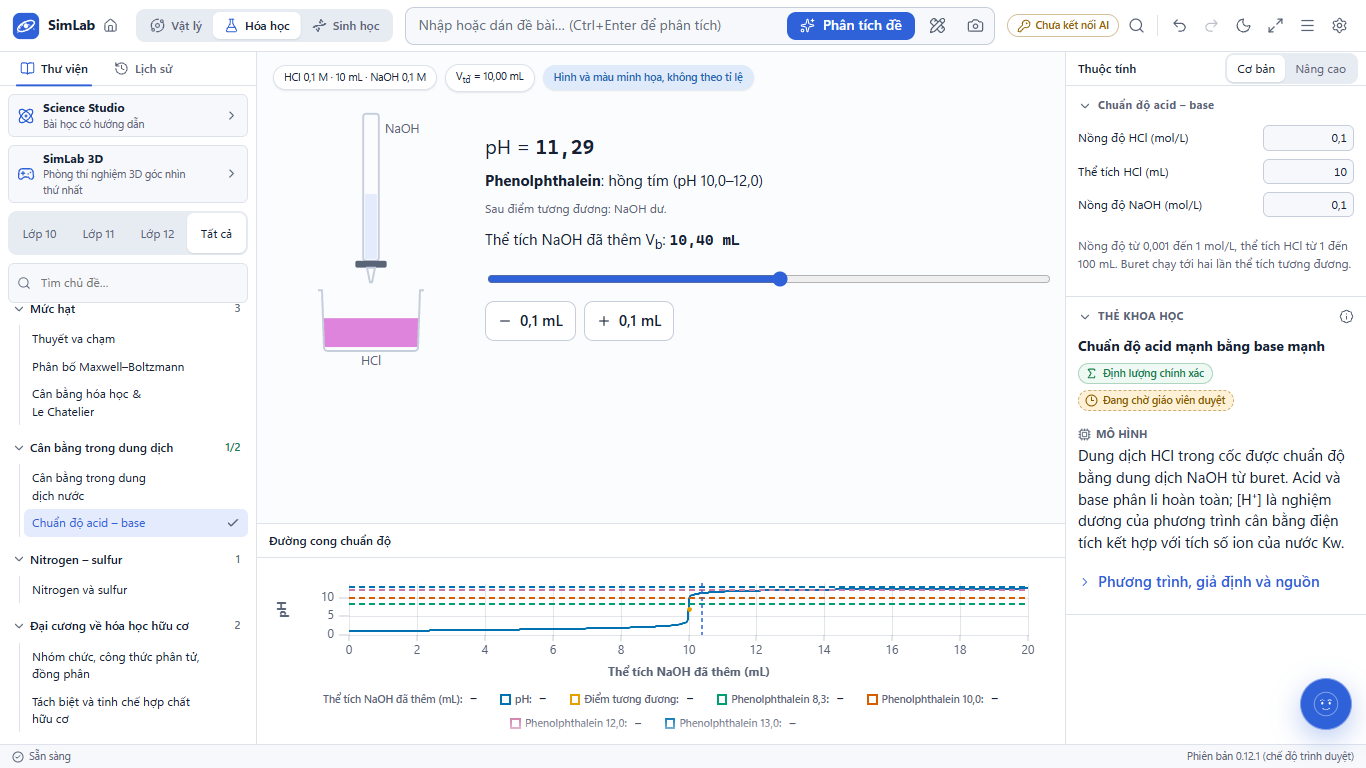 SimLab
Vật lý
Hóa học
Sinh học
Nhập hoặc dán đề bài... (Ctrl+Enter để phân tích)
Phân tích đề
Chưa kết nối AI
Thư viện
Lịch sử
Science Studio
Bài học có hướng dẫn
SimLab 3D
Phòng thí nghiệm 3D góc nhìn
thứ nhất
Lớp 10
Lớp 11
Lớp 12
Tất cả
Tìm chủ đề...
Mức hạt
3
Thuyết va chạm
Phân bố Maxwell–Boltzmann
Cân bằng hóa học &
Le Chatelier
Cân bằng trong dung dịch
1/2
Cân bằng trong dung
dịch nước
Chuẩn độ acid – base
Nitrogen – sulfur
1
Nitrogen và sulfur
Đại cương về hóa học hữu cơ
2
Nhóm chức, công thức phân tử,
đồng phân
Tách biệt và tinh chế hợp chất
hữu cơ
HCl 0,1 M · 10 mL · NaOH 0,1 M
Vtđ = 10,00 mL
Hình và màu minh họa, không theo tỉ lệ
NaOH
HCl
pH = 11,29
Phenolphthalein: hồng tím (pH 10,0–12,0)
Sau điểm tương đương: NaOH dư.
Thể tích NaOH đã thêm Vb: 10,40 mL
− 0,1 mL
+ 0,1 mL
Đường cong chuẩn độ
pH
10
5
0
0 2 4 6 8 10 12 14 16 18 20
Thể tích NaOH đã thêm (mL)
Thể tích NaOH đã thêm (mL): –
pH: –
Điểm tương đương: –
Phenolphthalein 8,3: –
Phenolphthalein 10,0: –
Phenolphthalein 12,0: –
Phenolphthalein 13,0: –
Thuộc tính
Cơ bản
Nâng cao
Chuẩn độ acid – base
Nồng độ HCl (mol/L)
0,1
Thể tích HCl (mL)
10
Nồng độ NaOH (mol/L)
0,1
Nồng độ từ 0,001 đến 1 mol/L, thể tích HCl từ 1 đến
100 mL. Buret chạy tới hai lần thể tích tương đương.
THẺ KHOA HỌC
Chuẩn độ acid mạnh bằng base mạnh
Định lượng chính xác
Đang chờ giáo viên duyệt
MÔ HÌNH
Dung dịch HCl trong cốc được chuẩn độ
bằng dung dịch NaOH từ buret. Acid và
base phân li hoàn toàn; [H⁺] là nghiệm
dương của phương trình cân bằng điện
tích kết hợp với tích số ion của nước Kw.
Phương trình, giả định và nguồn
Sẵn sàng
Phiên bản 0.12.1 (chế độ trình duyệt)